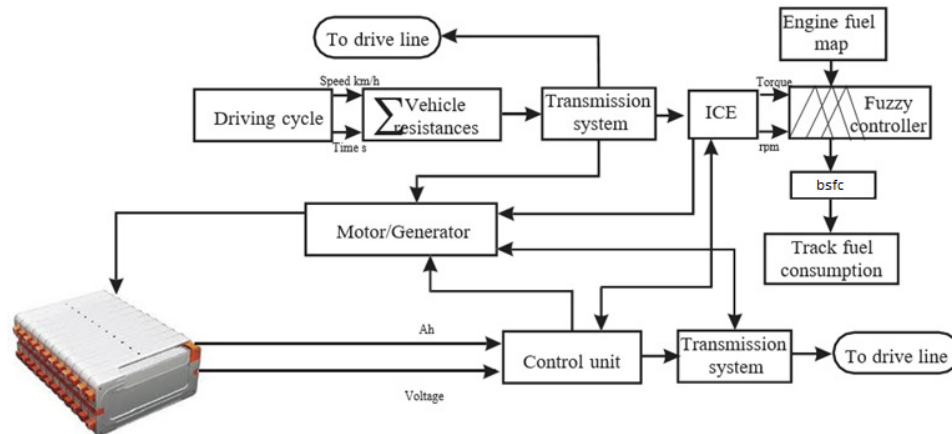 To drive line
Engine fuel
map
Speed km/h
Driving cycle
Time s
∑ Vehicle
resistances
Transmission
system
ICE
Torque
rpm
Fuzzy
controller
bsfc
Track fuel
consumption
Motor/Generator
Ah
Voltage
Control unit
Transmission
system
To drive line